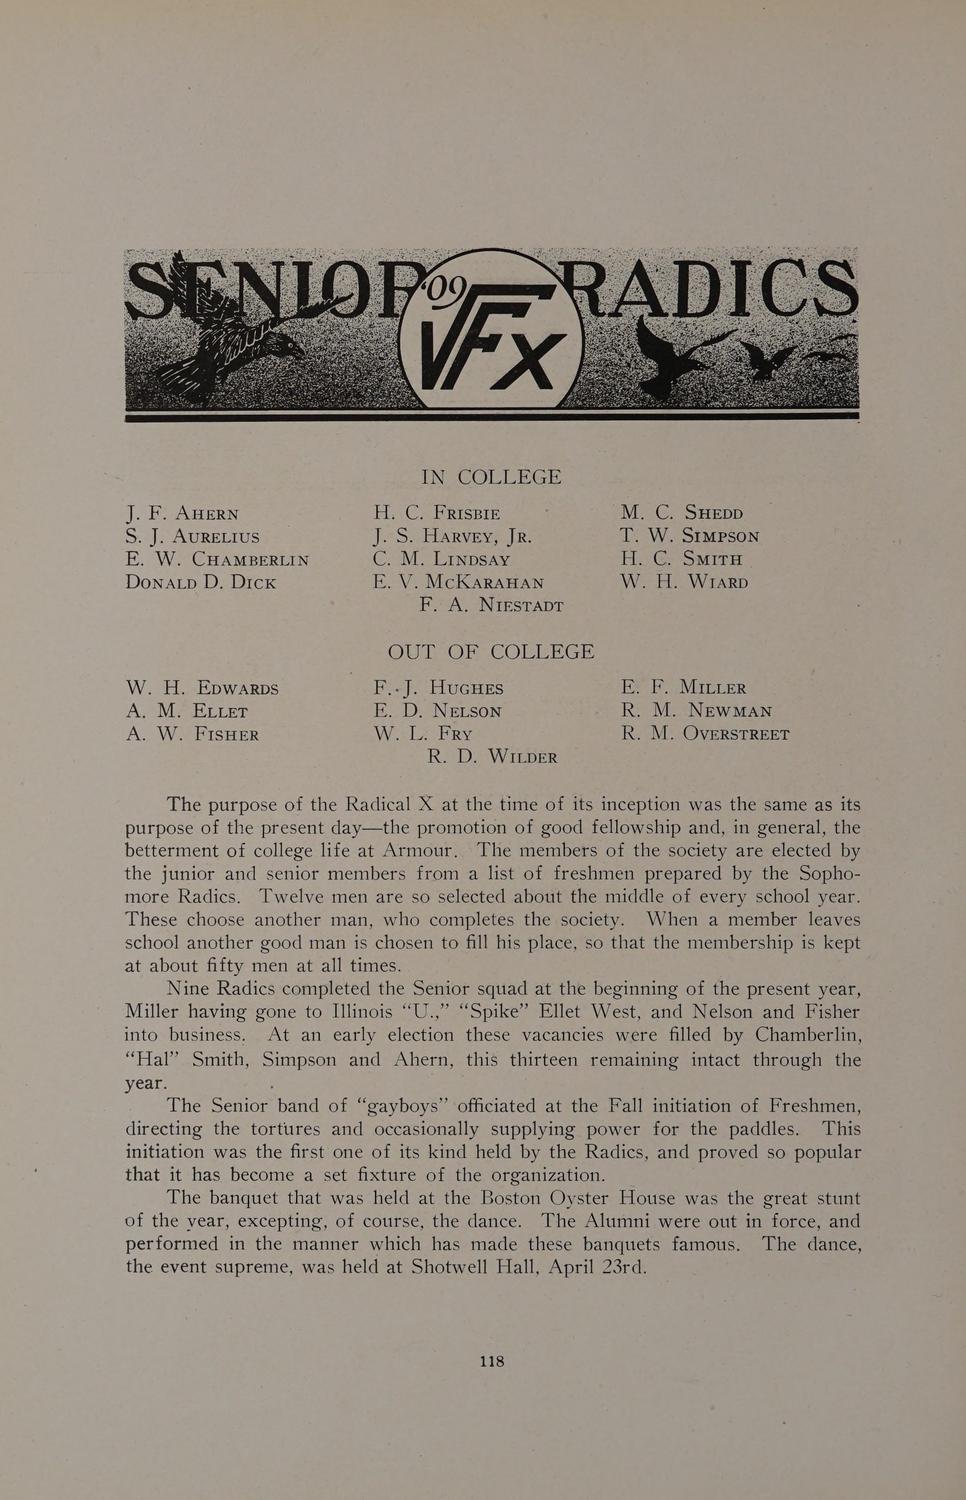 SENIOR '09 RADICS
√FX
IN COLLEGE
J. F. AHERN H. C. FRISBIE M. C. SHEDD
S. J. AURELIUS J. S. HARVEY, JR. T. W. SIMPSON
E. W. CHAMBERLIN C. M. LINDSAY H. C. SMITH
DONALD D. DICK E. V. MCKARAHAN W. H. WIARD
F. A. NIESTADT
OUT OF COLLEGE
W. H. EDWARDS F. J. HUGHES E. F. MILLER
A. M. ELLET E. D. NELSON R. M. NEWMAN
A. W. FISHER W. L. FRY R. M. OVERSTREET
R. D. WILDER
The purpose of the Radical X at the time of its inception was the same as its
purpose of the present day—the promotion of good fellowship and, in general, the
betterment of college life at Armour. The members of the society are elected by
the junior and senior members from a list of freshmen prepared by the Sopho-
more Radics. Twelve men are so selected about the middle of every school year.
These choose another man, who completes the society. When a member leaves
school another good man is chosen to fill his place, so that the membership is kept
at about fifty men at all times.
Nine Radics completed the Senior squad at the beginning of the present year,
Miller having gone to Illinois “U.,” “Spike” Ellet West, and Nelson and Fisher
into business. At an early election these vacancies were filled by Chamberlin,
“Hal” Smith, Simpson and Ahern, this thirteen remaining intact through the
year.
The Senior band of “gayboys” officiated at the Fall initiation of Freshmen,
directing the tortures and occasionally supplying power for the paddles. This
initiation was the first one of its kind held by the Radics, and proved so popular
that it has become a set fixture of the organization.
The banquet that was held at the Boston Oyster House was the great stunt
of the year, excepting, of course, the dance. The Alumni were out in force, and
performed in the manner which has made these banquets famous. The dance,
the event supreme, was held at Shotwell Hall, April 23rd.
118